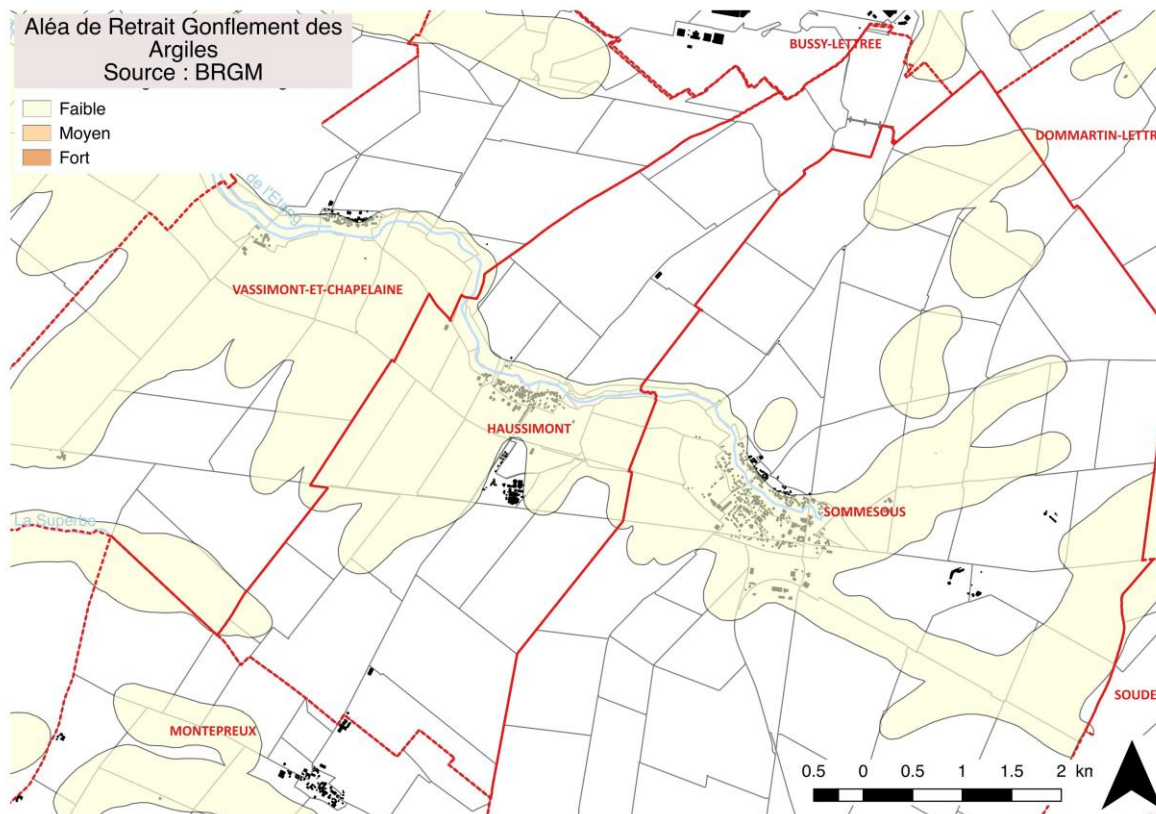 Aléa de Retrait Gonflement des
Argiles
Source : BRGM
Faible
Moyen
Fort
BUSSY-LETTREE
DOMMARTIN-LETTR
de l'Etang
VASSIMONT-ET-CHAPELAINE
HAUSSIMONT
SOMMESOUS
La Superbe
SOUDE
MONTEPREUX
0.5 0 0.5 1 1.5 2 kn